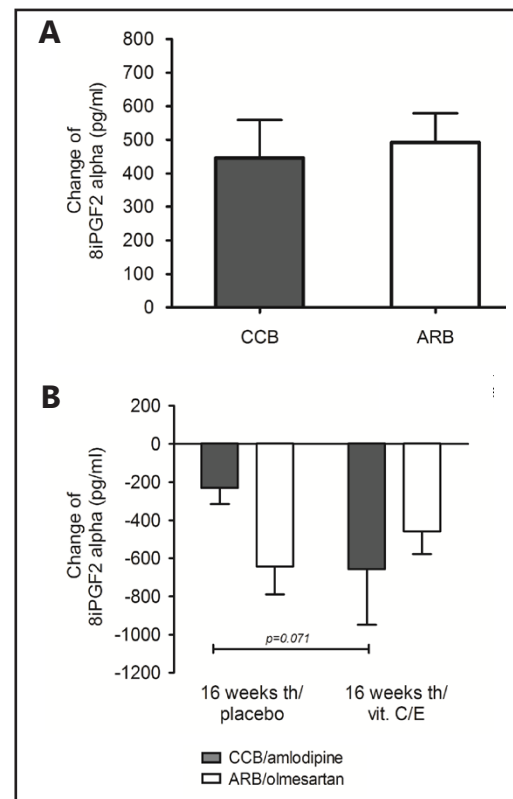 A
Change of
8iPGF2 alpha (pg/ml)
800
700
600
500
400
300
200
100
0
CCB
ARB
B
Change of
8iPGF2 alpha (pg/ml)
200
0
-200
-400
-600
-800
-1000
-1200
p=0.071
16 weeks th/
placebo
16 weeks th/
vit. C/E
CCB/amlodipine
ARB/olmesartan